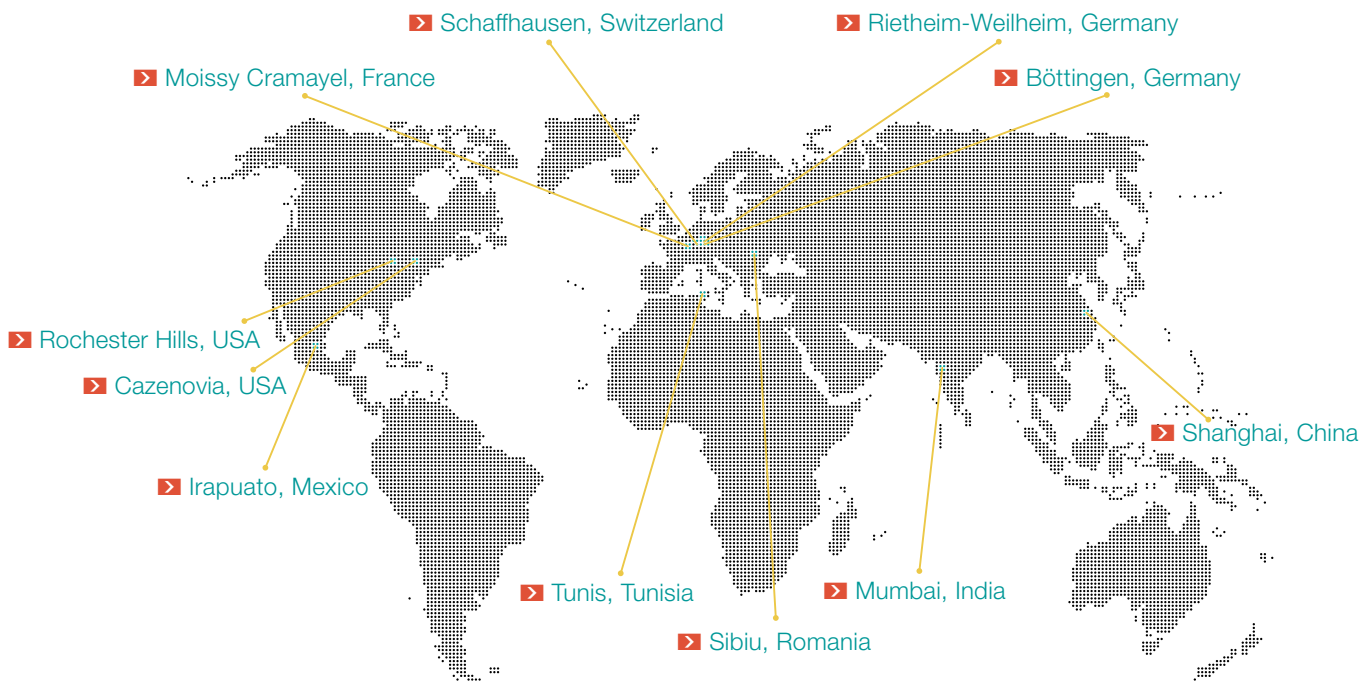 Schaffhausen, Switzerland
Rietheim-Weilheim, Germany
Moissy Cramayel, France
Böttingen, Germany
Rochester Hills, USA
Cazenovia, USA
Shanghai, China
Irapuato, Mexico
Tunis, Tunisia
Mumbai, India
Sibiu, Romania